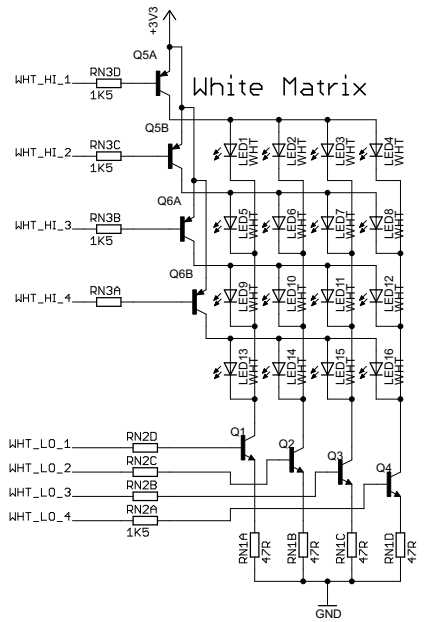 +3V3
Q5A
WHT_HI_1
RN3D
1K5
White Matrix
Q5B
LED1
WHT
LED2
WHT
LED3
WHT
LED4
WHT
WHT_HI_2
RN3C
1K5
Q6A
LED5
WHT
LED6
WHT
LED7
WHT
LED8
WHT
WHT_HI_3
RN3B
1K5
Q6B
LED9
WHT
LED10
WHT
LED11
WHT
LED12
WHT
WHT_HI_4
RN3A
LED13
WHT
LED14
WHT
LED15
WHT
LED16
WHT
WHT_LO_1
RN2D
Q1
WHT_LO_2
RN2C
Q2
WHT_LO_3
RN2B
Q3
WHT_LO_4
RN2A
1K5
Q4
RN1A
47R
RN1B
47R
RN1C
47R
RN1D
47R
GND